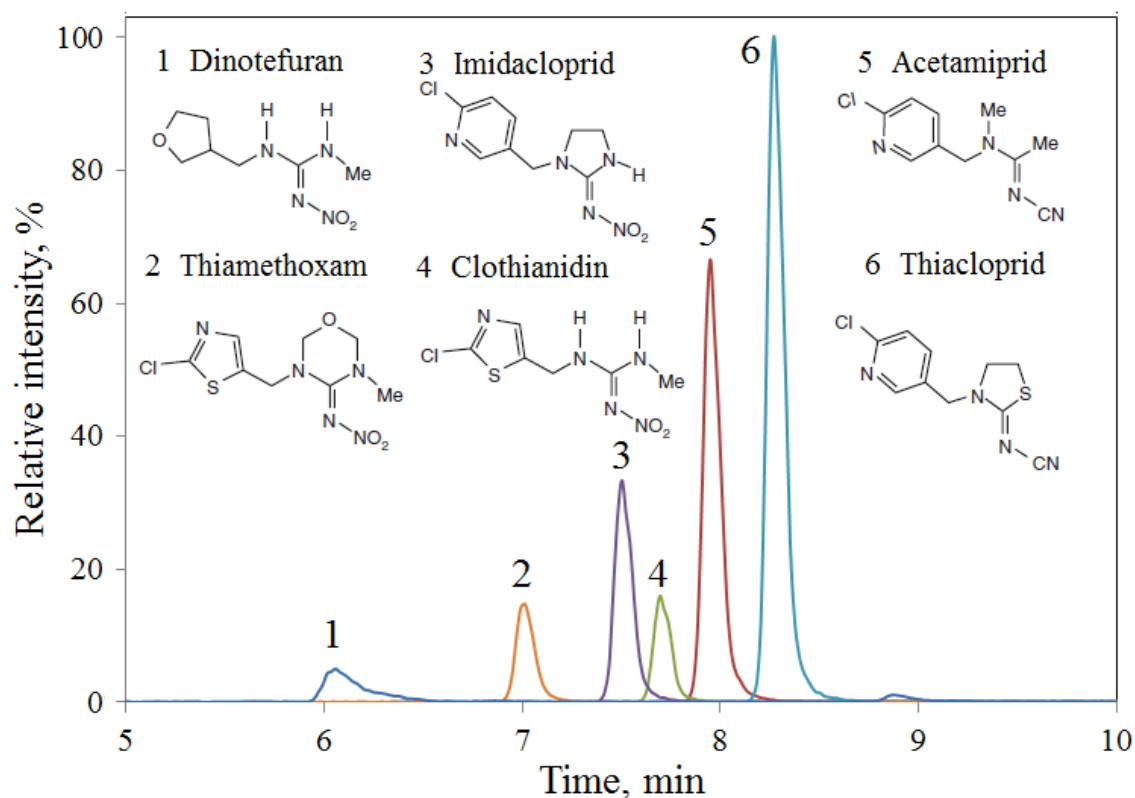 Relative intensity, %
100
80
60
40
20
0
1 Dinotefuran
O
H
N
H
N
Me
N
NO2
2 Thiamethoxam
N
Cl
S
O
N
N
Me
N
NO2
3 Imidacloprid
Cl
N
N
N
H
N
NO2
4 Clothianidin
N
Cl
S
H
N
H
N
Me
N
NO2
5 Acetamiprid
Cl
N
Me
N
Me
N
CN
6 Thiacloprid
Cl
N
N
S
N
CN
1
2
3
4
5
6
5 6 7 8 9 10
Time, min